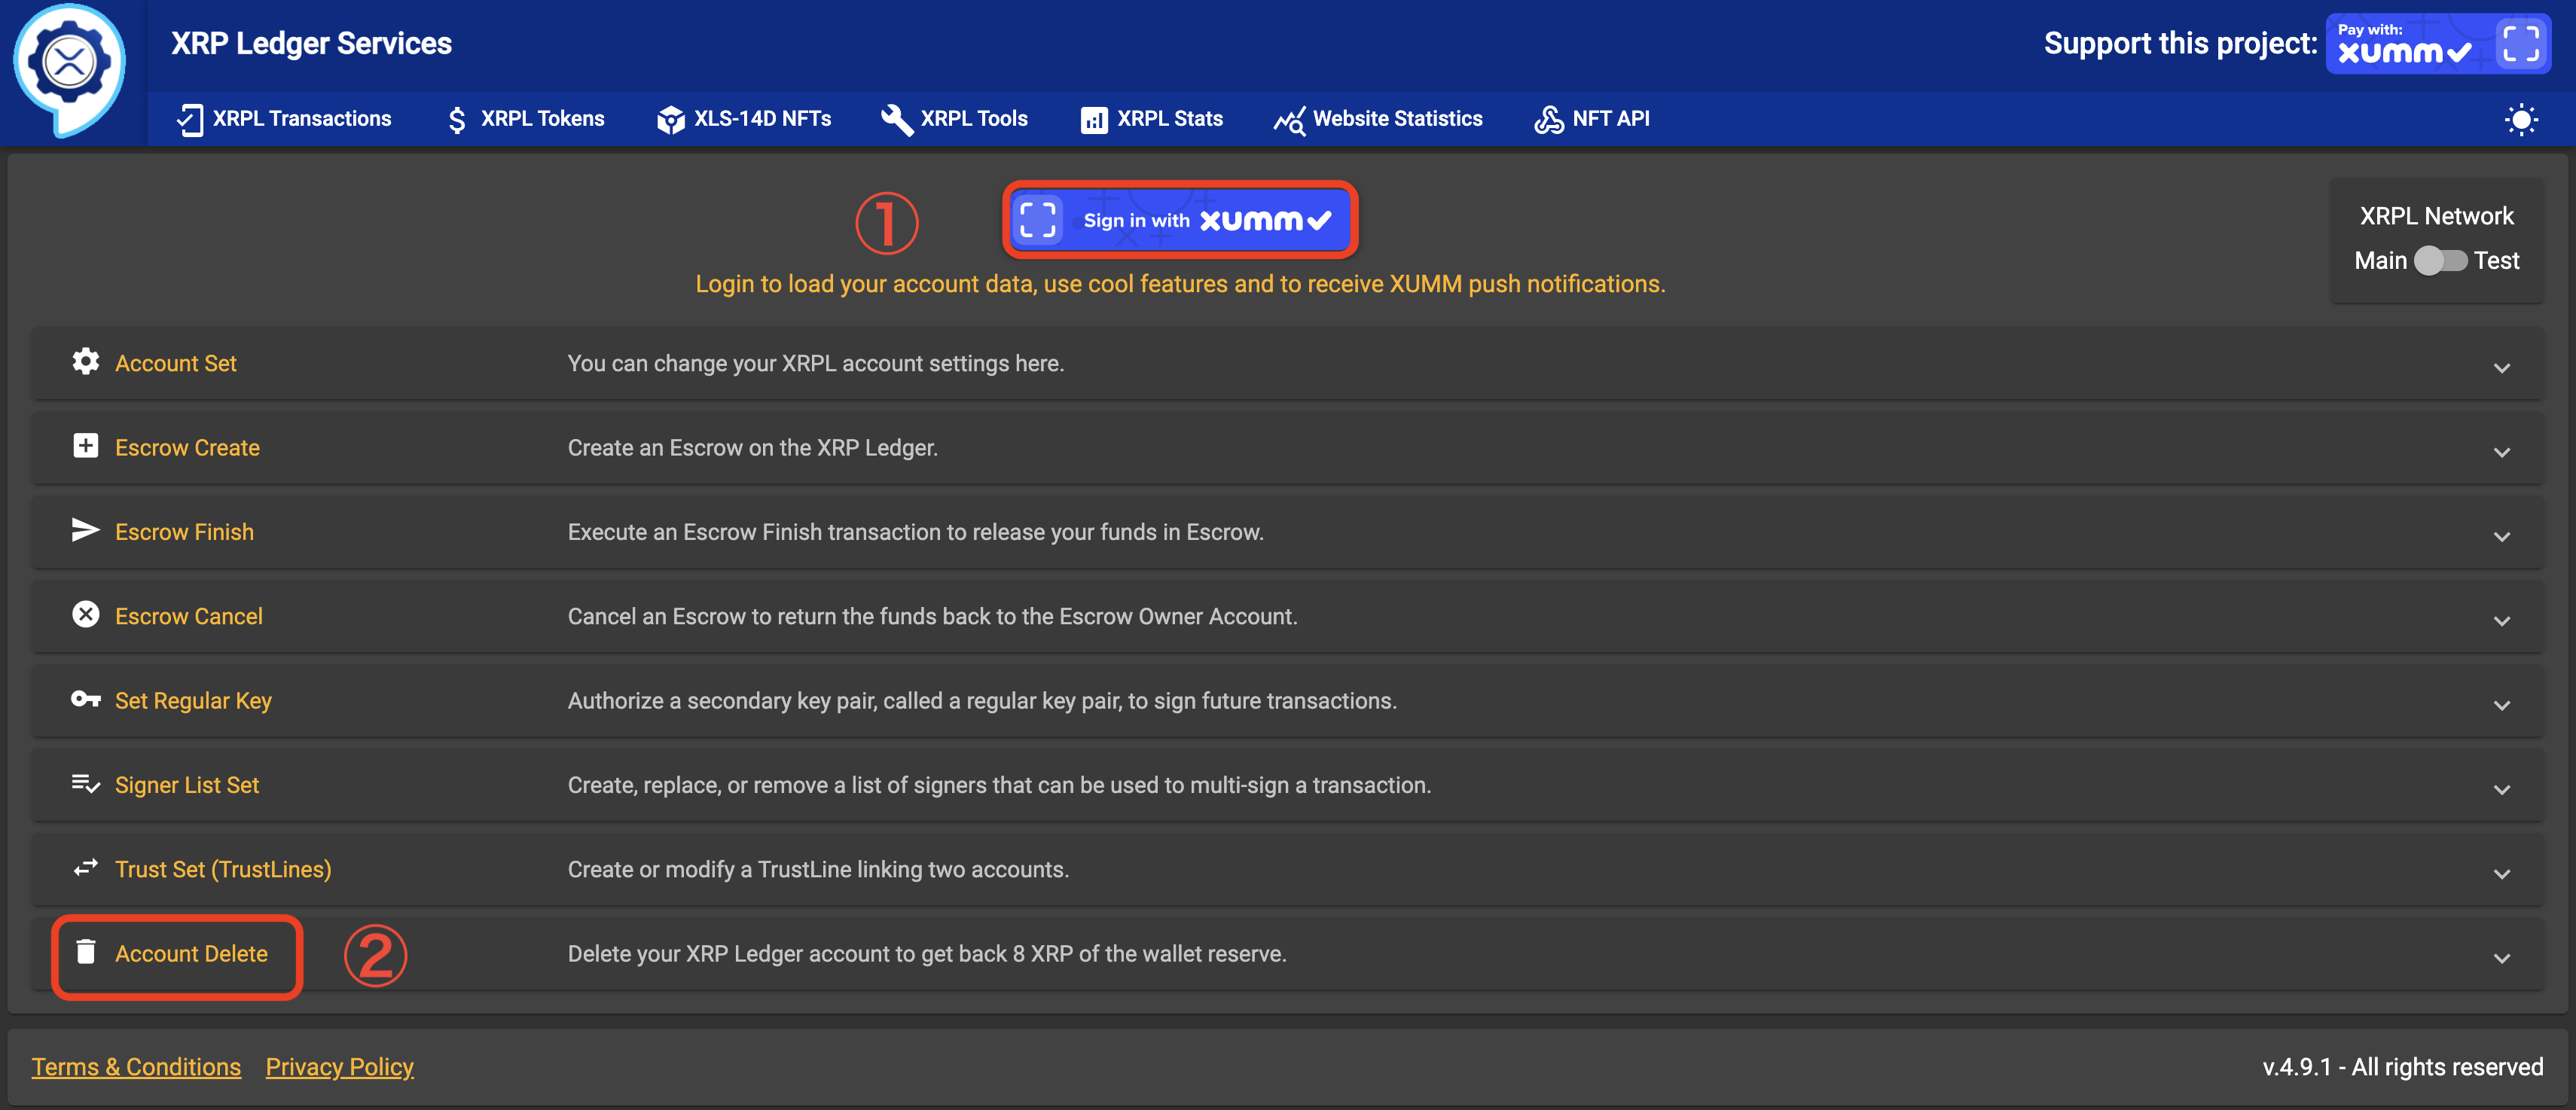 XRP Ledger Services
Support this project:
Pay with:
xumm
XRPL Transactions
XRPL Tokens
XLS-14D NFTs
XRPL Tools
XRPL Stats
Website Statistics
NFT API
①
Sign in with xumm
Login to load your account data, use cool features and to receive XUMM push notifications.
XRPL Network
Main Test
Account Set You can change your XRPL account settings here.
Escrow Create Create an Escrow on the XRP Ledger.
Escrow Finish Execute an Escrow Finish transaction to release your funds in Escrow.
Escrow Cancel Cancel an Escrow to return the funds back to the Escrow Owner Account.
Set Regular Key Authorize a secondary key pair, called a regular key pair, to sign future transactions.
Signer List Set Create, replace, or remove a list of signers that can be used to multi-sign a transaction.
Trust Set (TrustLines) Create or modify a TrustLine linking two accounts.
Account Delete ② Delete your XRP Ledger account to get back 8 XRP of the wallet reserve.
Terms & Conditions Privacy Policy
v.4.9.1 - All rights reserved